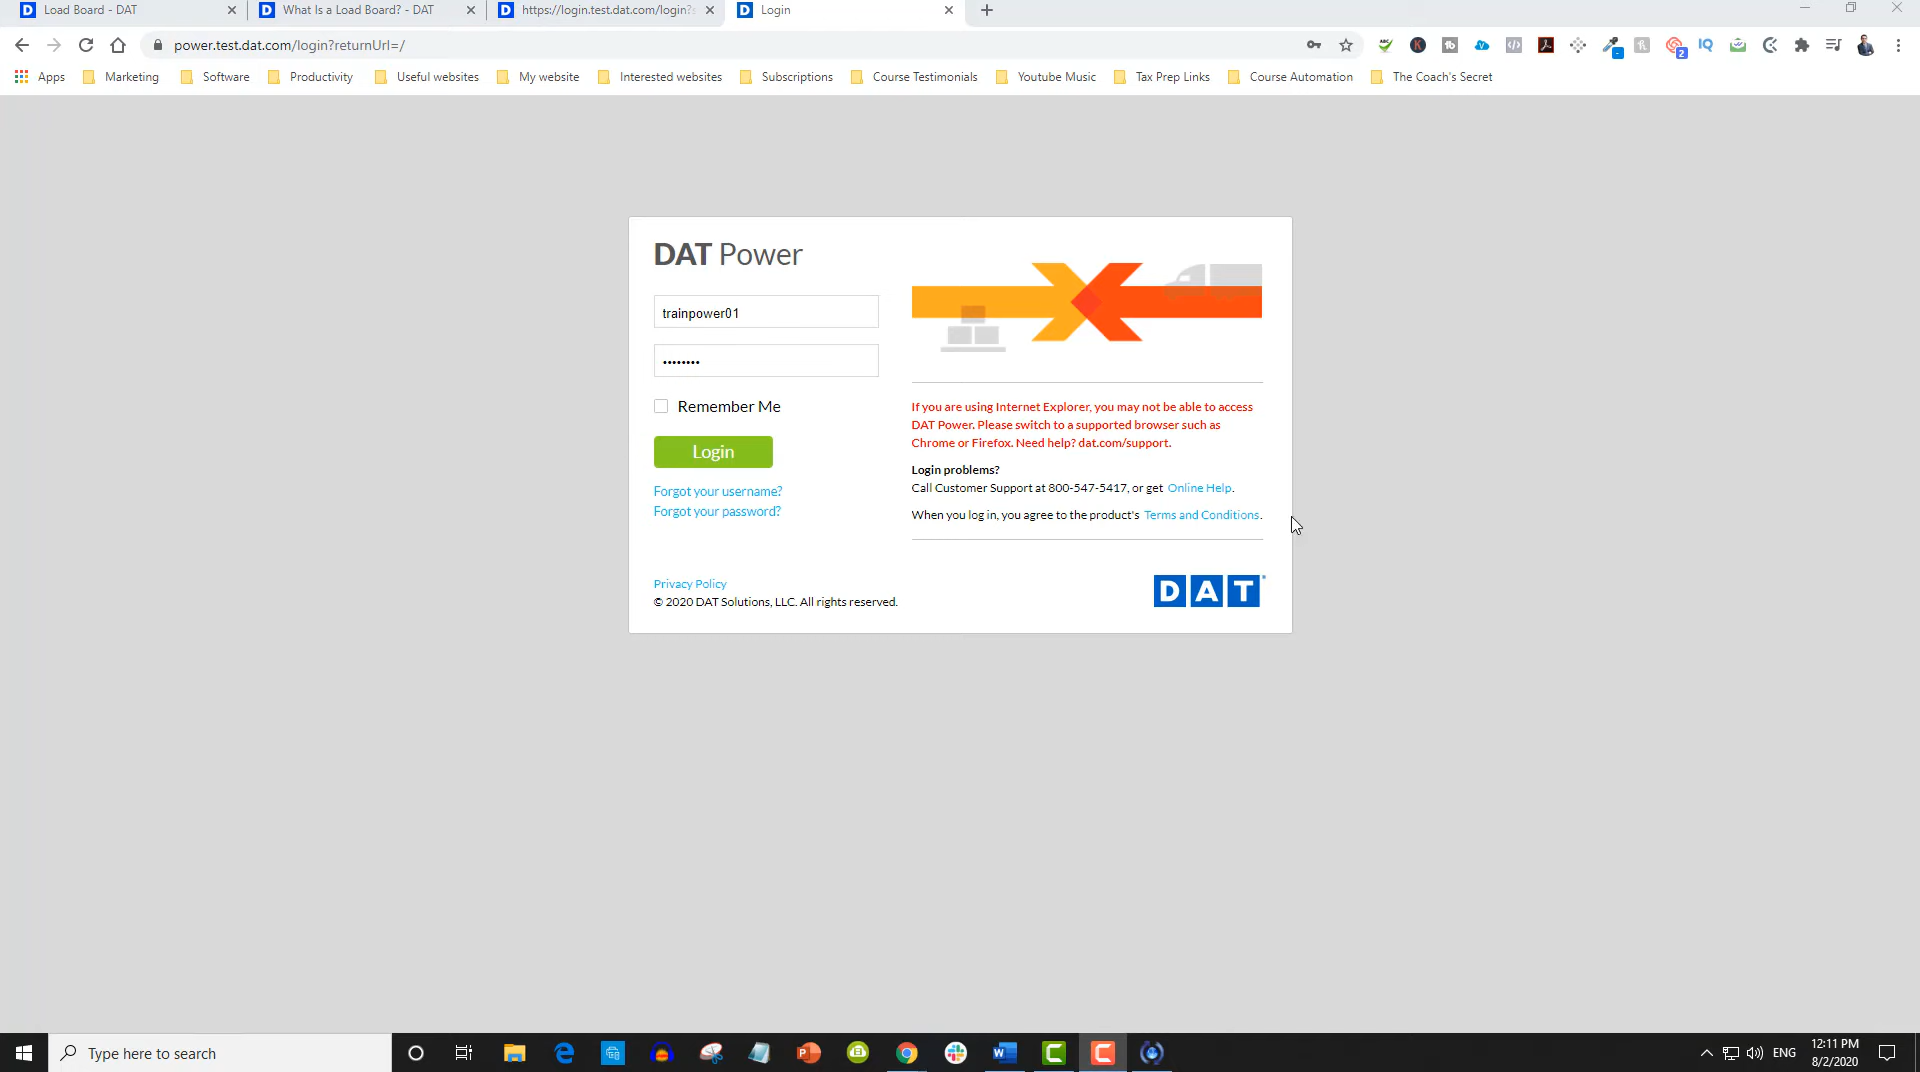 Load Board - DAT
What Is a Load Board? - DAT
https://login.test.dat.com/login?s
Login
power.test.dat.com/login?returnUrl=/
Apps
Marketing
Software
Productivity
Useful websites
My website
Interested websites
Subscriptions
Course Testimonials
Youtube Music
Tax Prep Links
Course Automation
The Coach's Secret
DAT Power
trainpower01
••••••••
Remember Me
Login
Forgot your username?
Forgot your password?
If you are using Internet Explorer, you may not be able to access
DAT Power. Please switch to a supported browser such as
Chrome or Firefox. Need help? dat.com/support.
Login problems?
Call Customer Support at 800-547-5417, or get Online Help.
When you log in, you agree to the product's Terms and Conditions.
Privacy Policy
© 2020 DAT Solutions, LLC. All rights reserved.
DAT
Type here to search
ENG
12:11 PM
8/2/2020